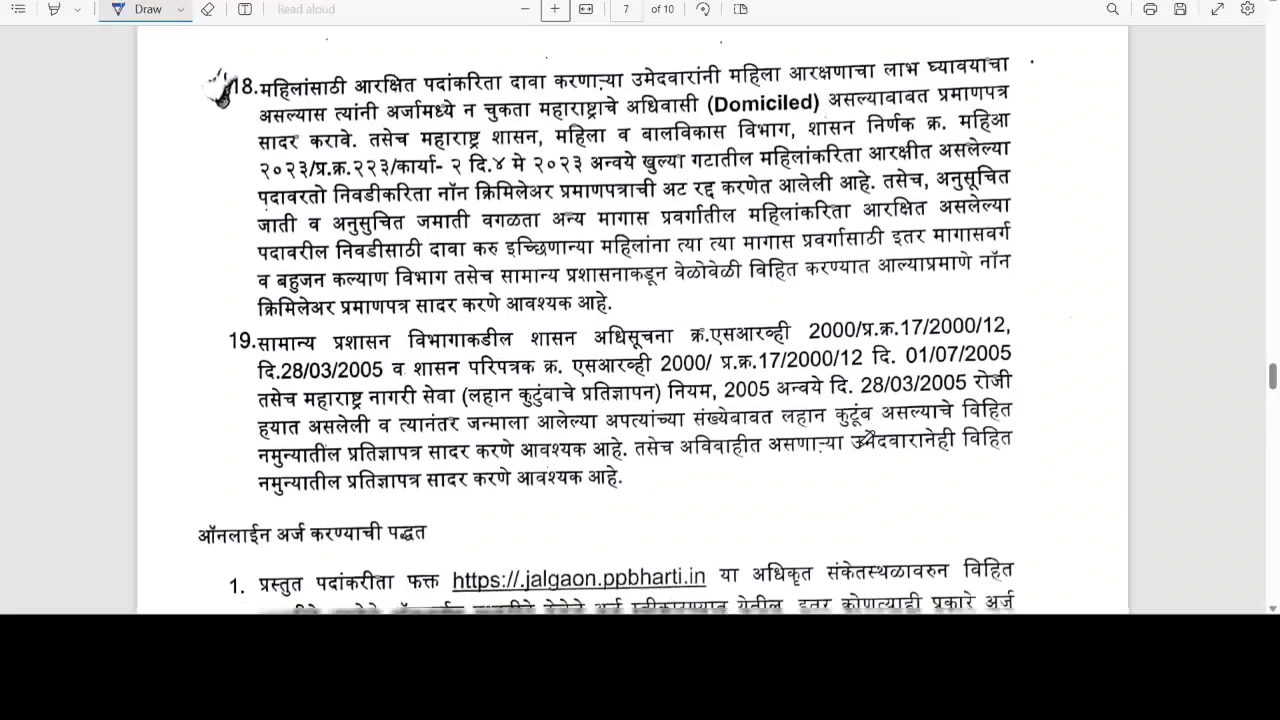 Draw
Read aloud
7 of 10
18. महिलांसाठी आरक्षित पदांकरिता दावा करणाऱ्या उमेदवारांनी महिला आरक्षणाचा लाभ घ्यावयाचा
असल्यास त्यांनी अर्जामध्ये न चुकता महाराष्ट्राचे अधिवासी (Domiciled) असल्याबाबत प्रमाणपत्र
सादर करावे. तसेच महाराष्ट्र शासन, महिला व बालविकास विभाग, शासन निर्णक क्र. महिआ
२०२३/प्र.क्र.२२३/कार्या- २ दि.४ मे २०२३ अन्वये खुल्या गटातील महिलांकरिता आरक्षीत असलेल्या
पदावरतो निवडीकरिता नॉन क्रिमिलेअर प्रमाणपत्राची अट रद्द करणेत आलेली आहे. तसेच, अनुसूचित
जाती व अनुसुचित जमाती वगळता अन्य मागास प्रवर्गातील महिलांकरिता आरक्षित असलेल्या
पदावरील निवडीसाठी दावा करु इच्छिणान्या महिलांना त्या त्या मागास प्रवर्गासाठी इतर मागासवर्ग
व बहुजन कल्याण विभाग तसेच सामान्य प्रशासनाकडून वेळोवेळी विहित करण्यात आल्याप्रमाणे नॉन
क्रिमिलेअर प्रमाणपत्र सादर करणे आवश्यक आहे.
19. सामान्य प्रशासन विभागाकडील शासन अधिसूचना क्र.एसआरव्ही 2000/प्र.क्र.17/2000/12,
दि.28/03/2005 व शासन परिपत्रक क्र. एसआरव्ही 2000/ प्र.क्र.17/2000/12 दि. 01/07/2005
तसेच महाराष्ट्र नागरी सेवा (लहान कुटुंबाचे प्रतिज्ञापन) नियम, 2005 अन्वये दि. 28/03/2005 रोजी
हयात असलेली व त्यानंतर जन्माला आलेल्या अपत्यांच्या संख्येबाबत लहान कुटूंब असल्याचे विहित
नमुन्यातील प्रतिज्ञापत्र सादर करणे आवश्यक आहे. तसेच अविवाहीत असणाऱ्या उमेदवारानेही विहित
नमुन्यातील प्रतिज्ञापत्र सादर करणे आवश्यक आहे.
ऑनलाईन अर्ज करण्याची पद्धत
1. प्रस्तुत पदांकरीता फक्त https://.jalgaon.ppbharti.in या अधिकृत संकेतस्थळावरुन विहित
अर्ज स्वीकारण्यात येतील. इतर कोणत्याही प्रकारे अर्ज